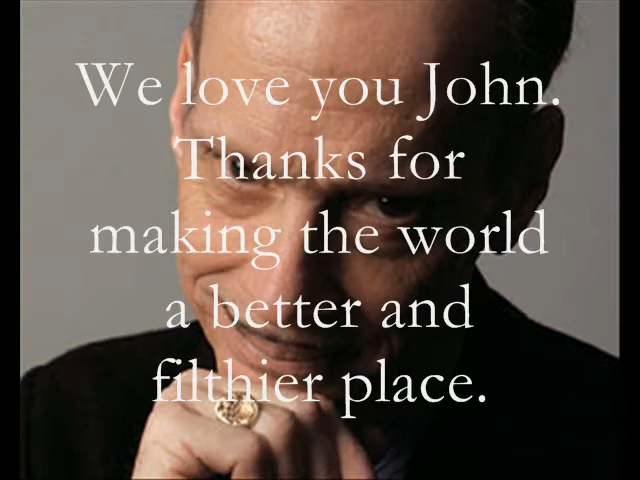 We love you John.
Thanks for
making the world
a better and
filthier place.